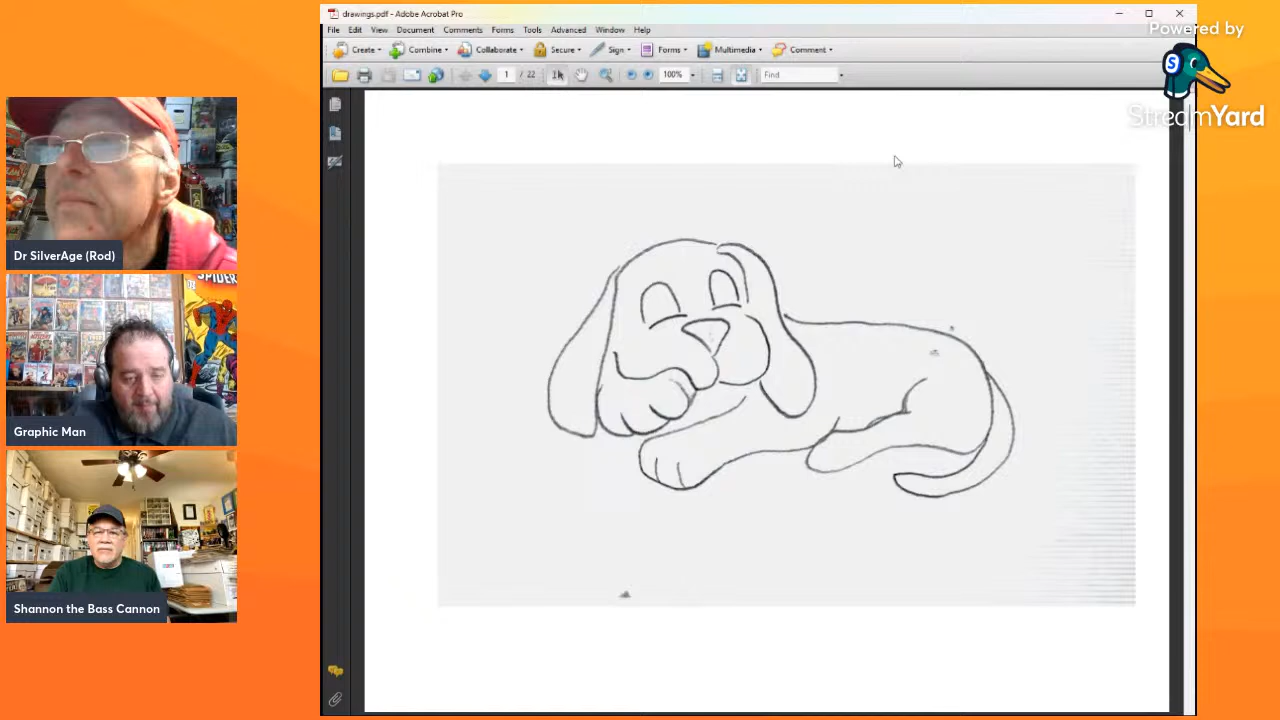 drawings.pdf - Adobe Acrobat Pro
File Edit View Document Comments Forms Tools Advanced Window Help
Create Combine Collaborate Secure Sign Forms Multimedia Comment
1 / 22 100% Find
Powered by
S
StreamYard
Dr SilverAge (Rod)
SPIDER
Graphic Man
Shannon the Bass Cannon